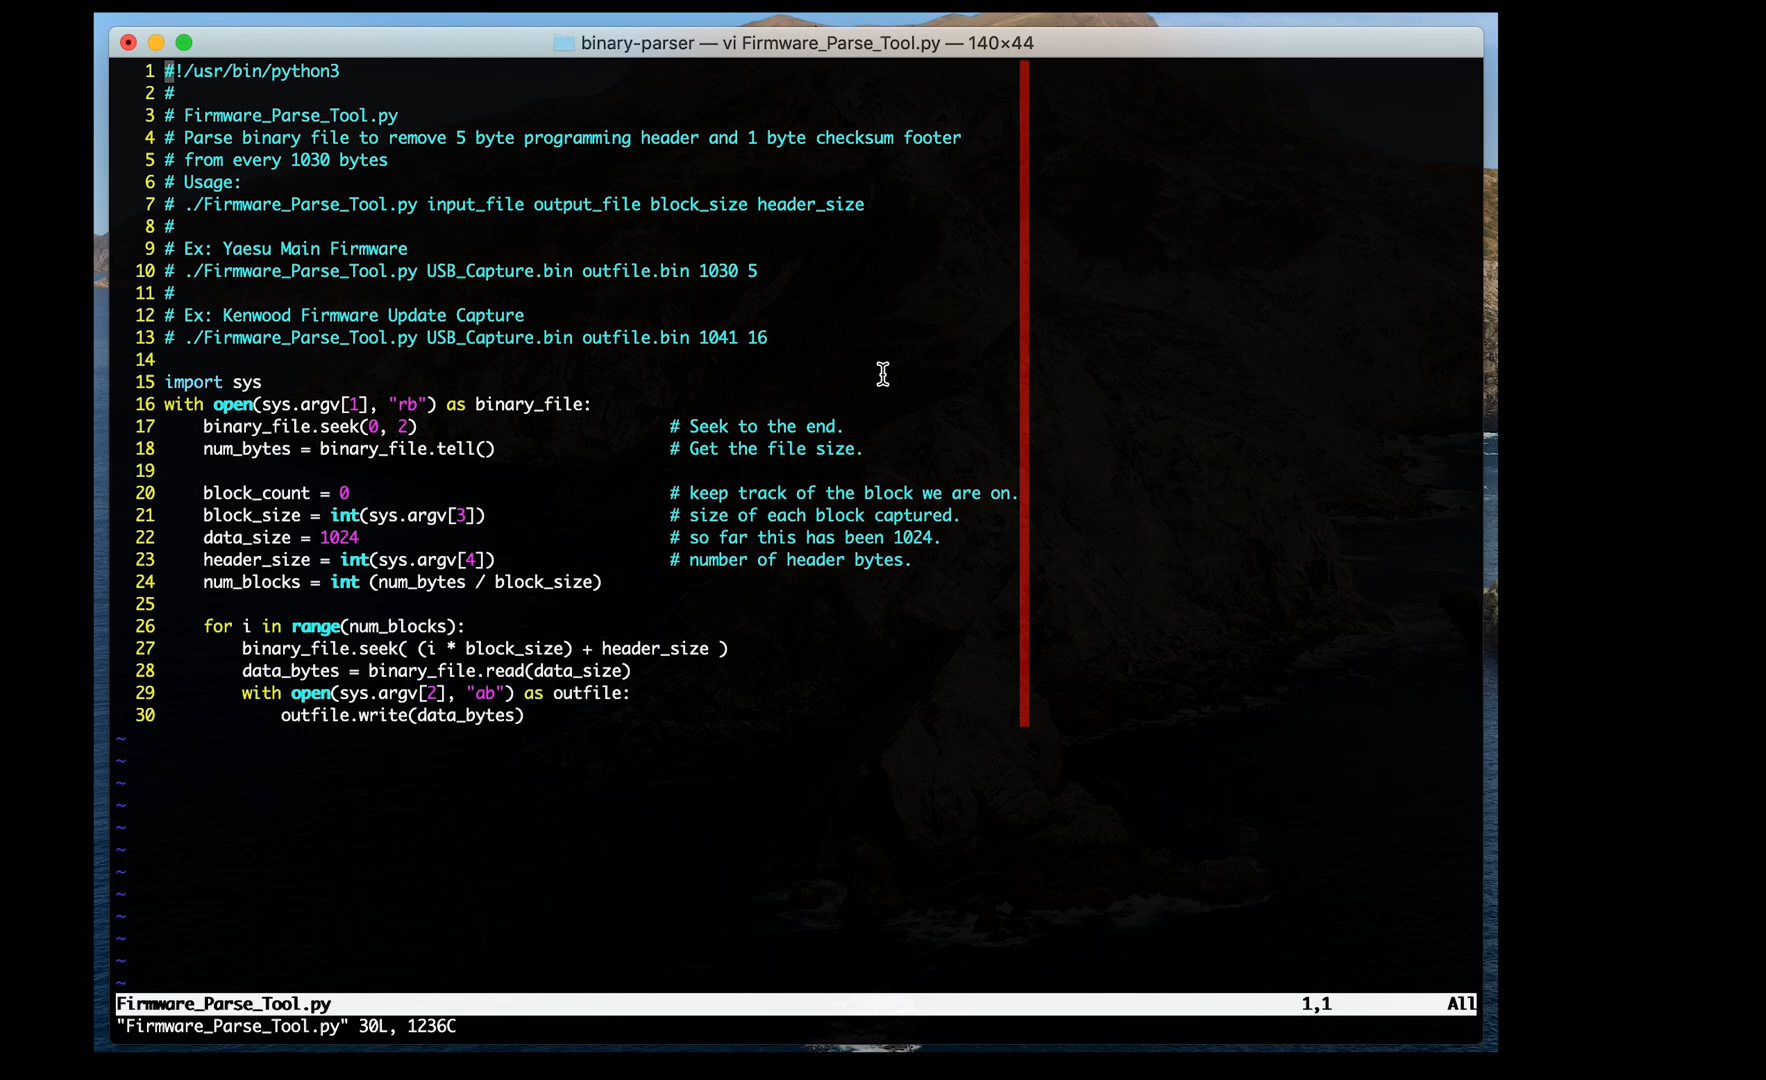 binary-parser — vi Firmware_Parse_Tool.py — 140×44
1 #!/usr/bin/python3
2 #
3 # Firmware_Parse_Tool.py
4 # Parse binary file to remove 5 byte programming header and 1 byte checksum footer
5 # from every 1030 bytes
6 # Usage:
7 # ./Firmware_Parse_Tool.py input_file output_file block_size header_size
8 #
9 # Ex: Yaesu Main Firmware
10 # ./Firmware_Parse_Tool.py USB_Capture.bin outfile.bin 1030 5
11 #
12 # Ex: Kenwood Firmware Update Capture
13 # ./Firmware_Parse_Tool.py USB_Capture.bin outfile.bin 1041 16
14
15 import sys
16 with open(sys.argv[1], "rb") as binary_file:
17     binary_file.seek(0, 2)                          # Seek to the end.
18     num_bytes = binary_file.tell()                  # Get the file size.
19
20     block_count = 0                                 # keep track of the block we are on.
21     block_size = int(sys.argv[3])                   # size of each block captured.
22     data_size = 1024                                # so far this has been 1024.
23     header_size = int(sys.argv[4])                  # number of header bytes.
24     num_blocks = int (num_bytes / block_size)
25
26     for i in range(num_blocks):
27         binary_file.seek( (i * block_size) + header_size )
28         data_bytes = binary_file.read(data_size)
29         with open(sys.argv[2], "ab") as outfile:
30             outfile.write(data_bytes)
~
~
~
~
~
~
~
~
~
~
~
~
Firmware_Parse_Tool.py 1,1 All
"Firmware_Parse_Tool.py" 30L, 1236C